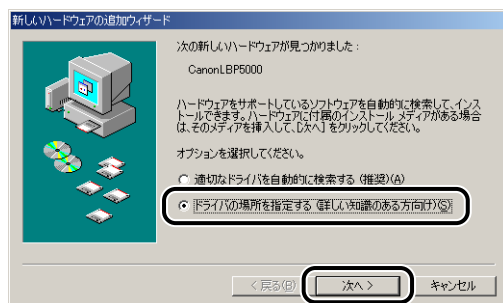 新しいハードウェアの追加ウィザード
次の新しいハードウェアが見つかりました :
CanonLBP5000
ハードウェアをサポートしているソフトウェアを自動的に検索して、インス
トールできます。ハードウェアに付属のインストール メディアがある場合
は、そのメディアを挿入して、[次へ] をクリックしてください。
オプションを選択してください。
適切なドライバを自動的に検索する (推奨)(A)
ドライバの場所を指定する (詳しい知識のある方向け)(S)
< 戻る(B)
次へ >
キャンセル